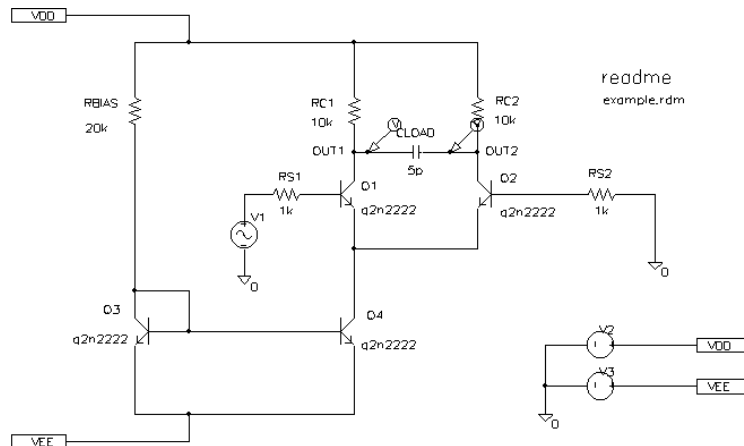 VDD
RBIAS
20k
RC1
10k
RC2
10k
readme
example.rdm
V
CLOAD
V
OUT1
5p
OUT2
RS1
1k
Q1
q2n2222
Q2
q2n2222
RS2
1k
V1
0
0
Q3
q2n2222
Q4
q2n2222
V2
VDD
V3
VEE
0
VEE